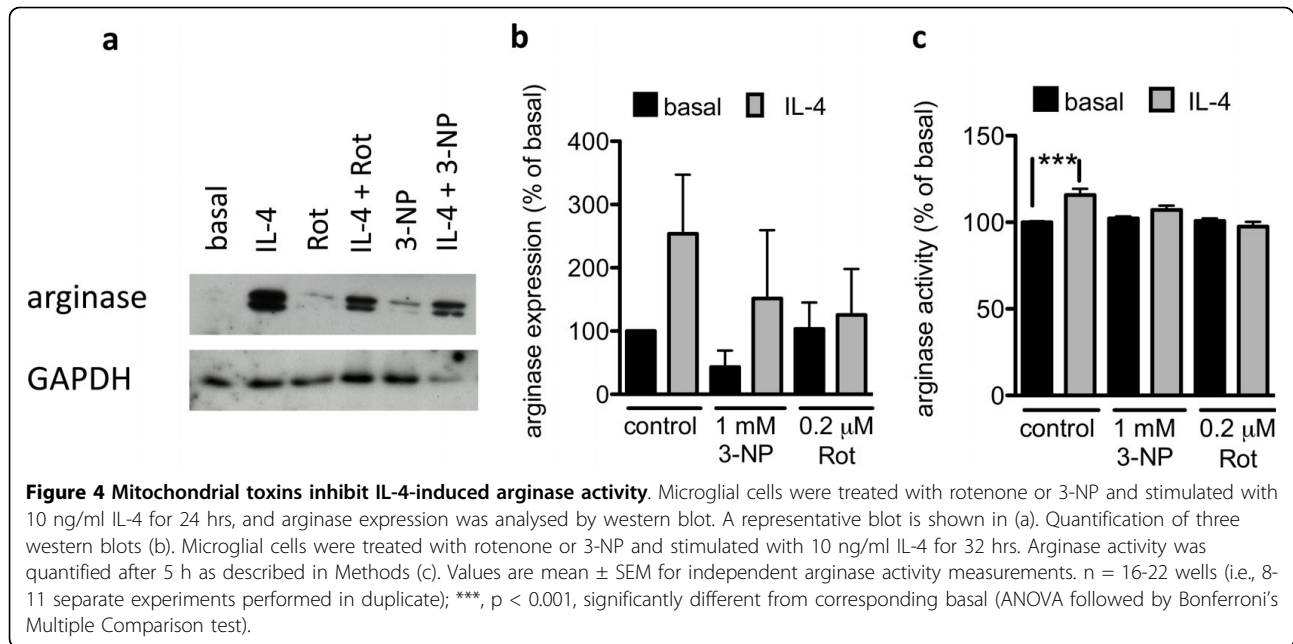 a
basal
IL-4
Rot
IL-4 + Rot
3-NP
IL-4 + 3-NP
arginase
GAPDH
b
basal
IL-4
arginase expression (% of basal)
400
300
200
100
0
control
1 mM
3-NP
0.2 μM
Rot
c
basal
IL-4
arginase activity (% of basal)
150
100
50
0
***
control
1 mM
3-NP
0.2 μM
Rot
Figure 4 Mitochondrial toxins inhibit IL-4-induced arginase activity. Microglial cells were treated with rotenone or 3-NP and stimulated with
10 ng/ml IL-4 for 24 hrs, and arginase expression was analysed by western blot. A representative blot is shown in (a). Quantification of three
western blots (b). Microglial cells were treated with rotenone or 3-NP and stimulated with 10 ng/ml IL-4 for 32 hrs. Arginase activity was
quantified after 5 h as described in Methods (c). Values are mean ± SEM for independent arginase activity measurements. n = 16-22 wells (i.e., 8-
11 separate experiments performed in duplicate); ***, p < 0.001, significantly different from corresponding basal (ANOVA followed by Bonferroni's
Multiple Comparison test).